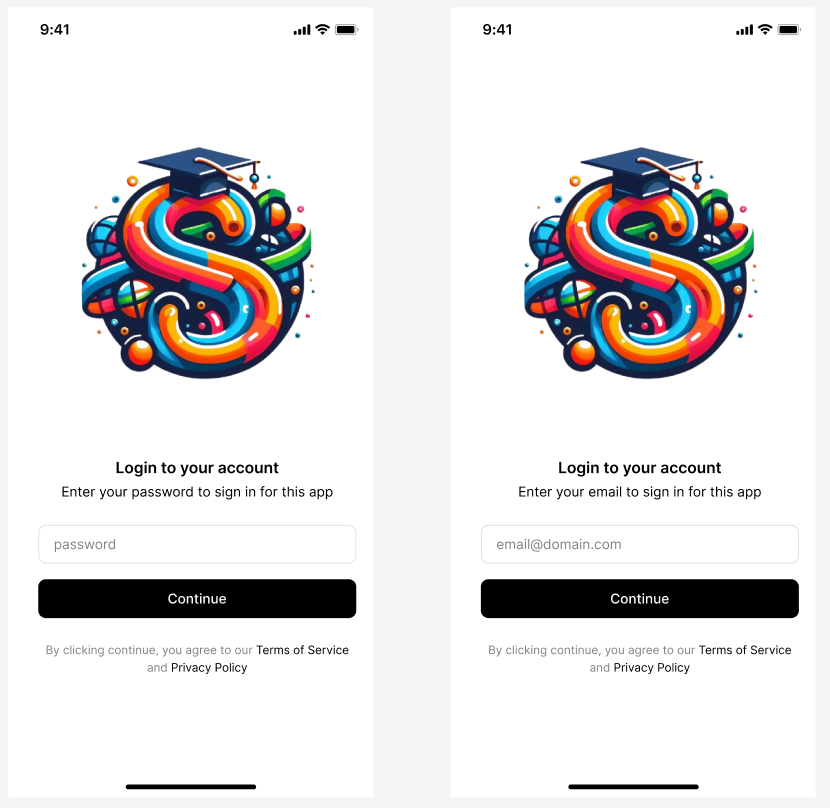 9:41
Login to your account
Enter your password to sign in for this app
password
Continue
By clicking continue, you agree to our Terms of Service
and Privacy Policy
9:41
Login to your account
Enter your email to sign in for this app
email@domain.com
Continue
By clicking continue, you agree to our Terms of Service
and Privacy Policy